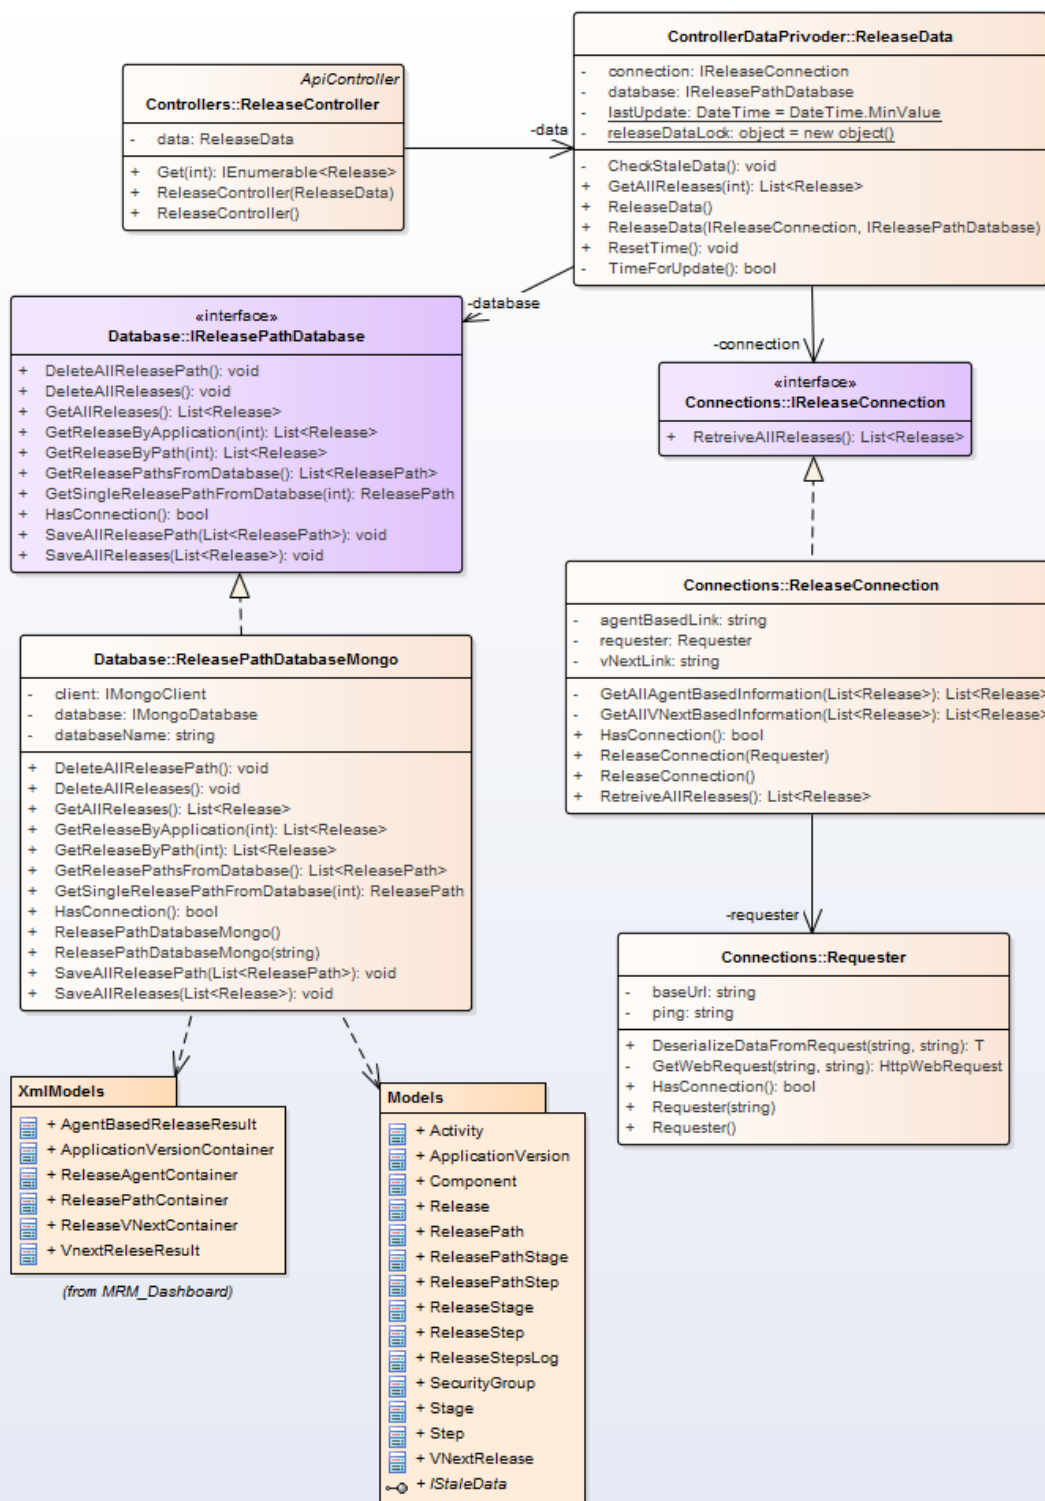 ControllerDataPrivoder::ReleaseData
- connection: IReleaseConnection
- database: IReleasePathDatabase
- lastUpdate: DateTime = DateTime.MinValue
- releaseDataLock: object = new object()
- CheckStaleData(): void
+ GetAllReleases(int): List<Release>
+ ReleaseData()
+ ReleaseData(IReleaseConnection, IReleasePathDatabase)
+ ResetTime(): void
- TimeForUpdate(): bool
ApiController
Controllers::ReleaseController
- data: ReleaseData
+ Get(int): IEnumerable<Release>
+ ReleaseController(ReleaseData)
+ ReleaseController()
-data
-database
-connection
«interface»
Database::IReleasePathDatabase
+ DeleteAllReleasePath(): void
+ DeleteAllReleases(): void
+ GetAllReleases(): List<Release>
+ GetReleaseByApplication(int): List<Release>
+ GetReleaseByPath(int): List<Release>
+ GetReleasePathsFromDatabase(): List<ReleasePath>
+ GetSingleReleasePathFromDatabase(int): ReleasePath
+ HasConnection(): bool
+ SaveAllReleasePath(List<ReleasePath>): void
+ SaveAllReleases(List<Release>): void
«interface»
Connections::IReleaseConnection
+ RetreiveAllReleases(): List<Release>
Connections::ReleaseConnection
- agentBasedLink: string
- requester: Requester
- vNextLink: string
- GetAllAgentBasedInformation(List<Release>): List<Release>
- GetAllVNextBasedInformation(List<Release>): List<Release>
+ HasConnection(): bool
+ ReleaseConnection(Requester)
+ ReleaseConnection()
+ RetreiveAllReleases(): List<Release>
Database::ReleasePathDatabaseMongo
- client: IMongoClient
- database: IMongoDatabase
- databaseName: string
+ DeleteAllReleasePath(): void
+ DeleteAllReleases(): void
+ GetAllReleases(): List<Release>
+ GetReleaseByApplication(int): List<Release>
+ GetReleaseByPath(int): List<Release>
+ GetReleasePathsFromDatabase(): List<ReleasePath>
+ GetSingleReleasePathFromDatabase(int): ReleasePath
+ HasConnection(): bool
+ ReleasePathDatabaseMongo()
+ ReleasePathDatabaseMongo(string)
+ SaveAllReleasePath(List<ReleasePath>): void
+ SaveAllReleases(List<Release>): void
-requester
Connections::Requester
- baseUrl: string
- ping: string
+ DeserializeDataFromRequest(string, string): T
- GetWebRequest(string, string): HttpWebRequest
+ HasConnection(): bool
+ Requester(string)
+ Requester()
XmlModels
+ AgentBasedReleaseResult
+ ApplicationVersionContainer
+ ReleaseAgentContainer
+ ReleasePathContainer
+ ReleaseVNextContainer
+ VnextReleseResult
(from MRM_Dashboard)
Models
+ Activity
+ ApplicationVersion
+ Component
+ Release
+ ReleasePath
+ ReleasePathStage
+ ReleasePathStep
+ ReleaseStage
+ ReleaseStep
+ ReleaseStepsLog
+ SecurityGroup
+ Stage
+ Step
+ VNextRelease
+ IStaleData